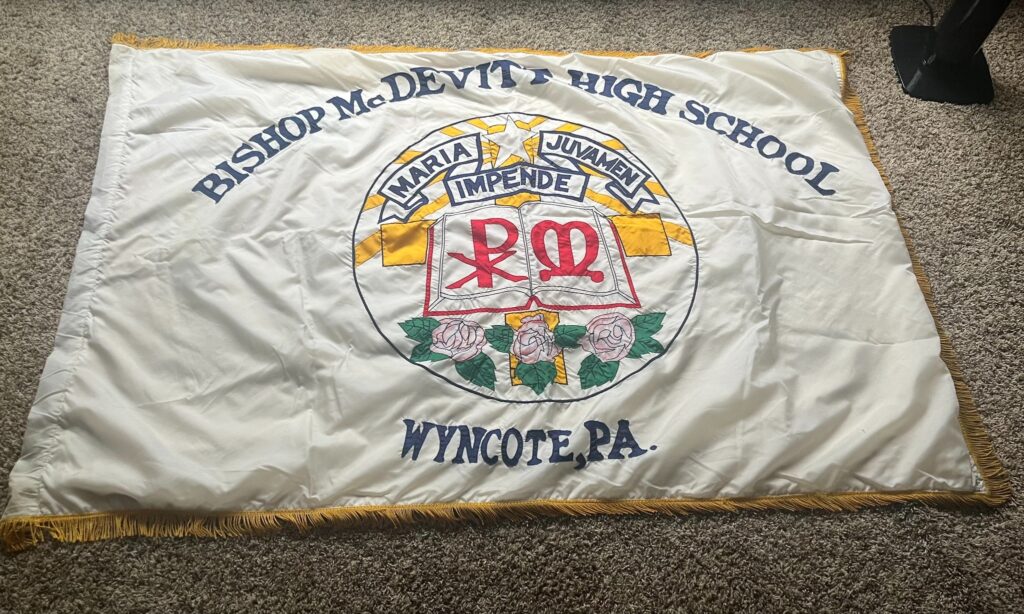 BISHOP McDEVITT HIGH SCHOOL
MARIA IMPENDE JUVAMEN
WYNCOTE, PA.